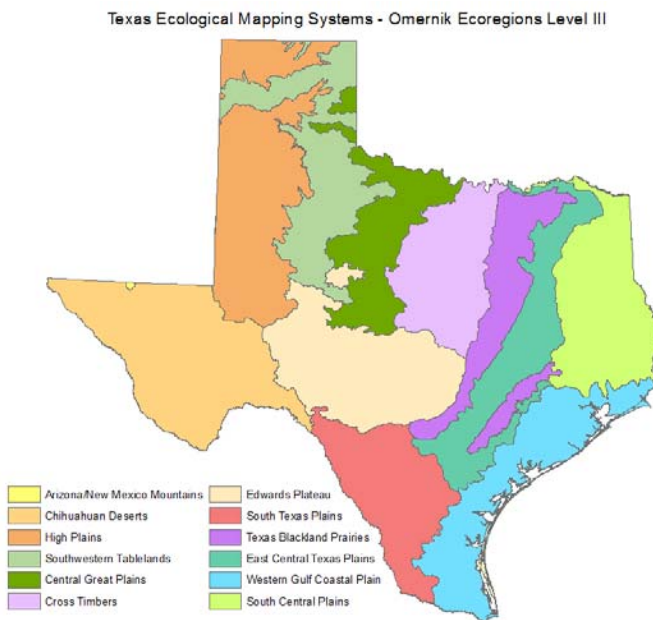 Texas Ecological Mapping Systems - Omernik Ecoregions Level III
Arizona/New Mexico Mountains
Chihuahuan Deserts
High Plains
Southwestern Tablelands
Central Great Plains
Cross Timbers
Edwards Plateau
South Texas Plains
Texas Blackland Prairies
East Central Texas Plains
Western Gulf Coastal Plain
South Central Plains